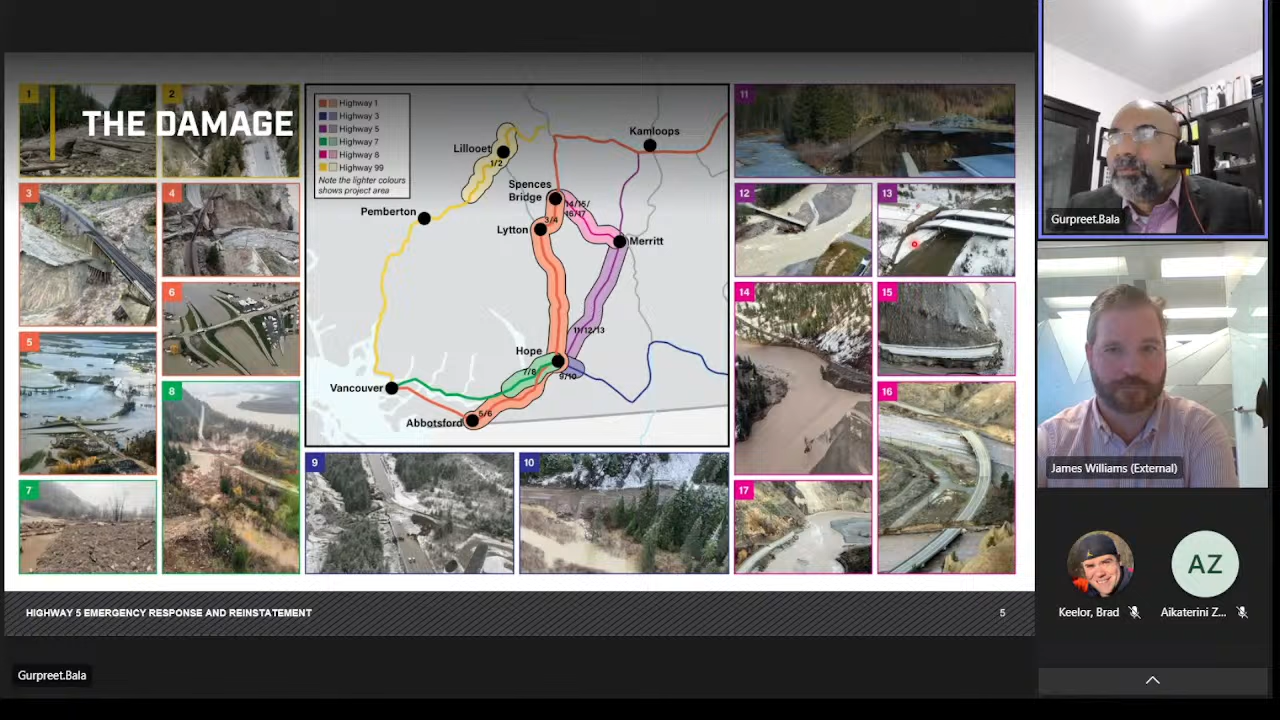 1
2
THE DAMAGE
3
4
5
6
7
8
9
10
11
12
13
14
15
16
17
Highway 1
Highway 3
Highway 5
Highway 7
Highway 8
Highway 99
Note the lighter colours
shows project area
Kamloops
Lillooet
1/2
Spences
Bridge
14/15/
16/17
Pemberton
3/4
Lytton
Merritt
11/12/13
Hope
7/8
9/10
Vancouver
5/6
Abbotsford
HIGHWAY 5 EMERGENCY RESPONSE AND REINSTATEMENT
5
Gurpreet.Bala
Gurpreet.Bala
James Williams (External)
AZ
Keelor, Brad
Aikaterini Z...